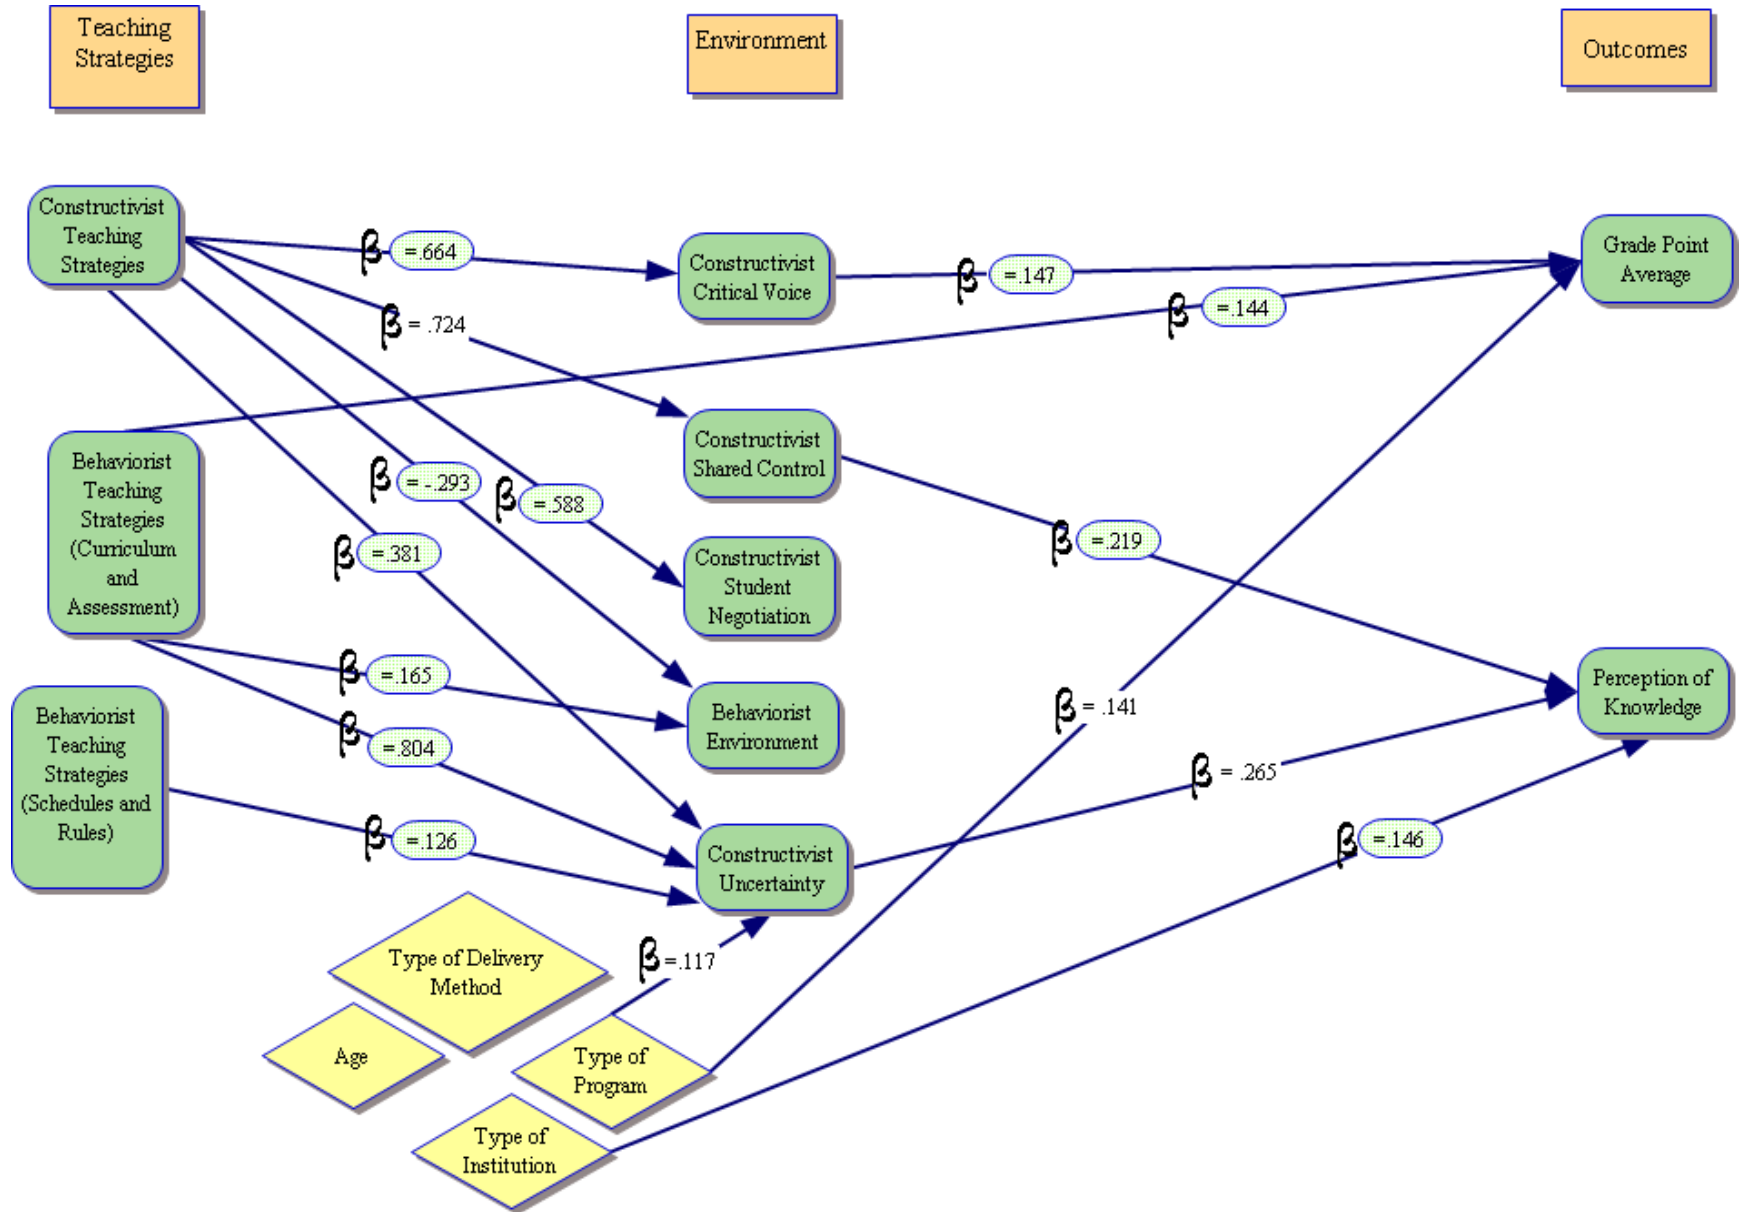 Teaching
Strategies
Environment
Outcomes
Constructivist
Teaching
Strategies
β =.664
Constructivist
Critical Voice
β =.147
Grade Point
Average
β =.144
β = .724
Behaviorist
Teaching
Strategies
(Curriculum
and
Assessment)
Constructivist
Shared Control
β = -.293
β =.588
β =.381
β =.219
Constructivist
Student
Negotiation
β =.165
β =.804
Behaviorist
Environment
β = .141
Perception of
Knowledge
Behaviorist
Teaching
Strategies
(Schedules and
Rules)
β = .265
β =.126
Constructivist
Uncertainty
β =.146
Type of Delivery
Method
β =.117
Age
Type of
Program
Type of
Institution